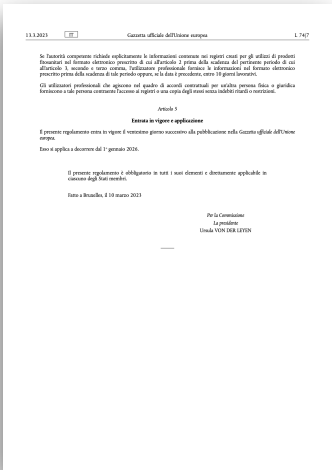 13.3.2023 IT Gazzetta ufficiale dell'Unione europea L 74/7
Se l'autorità competente richiede esplicitamente le informazioni contenute nei registri creati per gli utilizzi di prodotti
fitosanitari nel formato elettronico prescritto di cui all'articolo 2 prima della scadenza del pertinente periodo di cui
all'articolo 3, secondo e terzo comma, l'utilizzatore professionale fornisce le informazioni nel formato elettronico
prescritto prima della scadenza di tale periodo oppure, se la data è precedente, entro 10 giorni lavorativi.
Gli utilizzatori professionali che agiscono nel quadro di accordi contrattuali per un'altra persona fisica o giuridica
forniscono a tale persona contraente l'accesso ai registri o una copia degli stessi senza indebiti ritardi o restrizioni.
Articolo 5
Entrata in vigore e applicazione
Il presente regolamento entra in vigore il ventesimo giorno successivo alla pubblicazione nella Gazzetta ufficiale dell'Unione
europea.
Esso si applica a decorrere dal 1° gennaio 2026.
Il presente regolamento è obbligatorio in tutti i suoi elementi e direttamente applicabile in
ciascuno degli Stati membri.
Fatto a Bruxelles, il 10 marzo 2023
Per la Commissione
La presidente
Ursula VON DER LEYEN